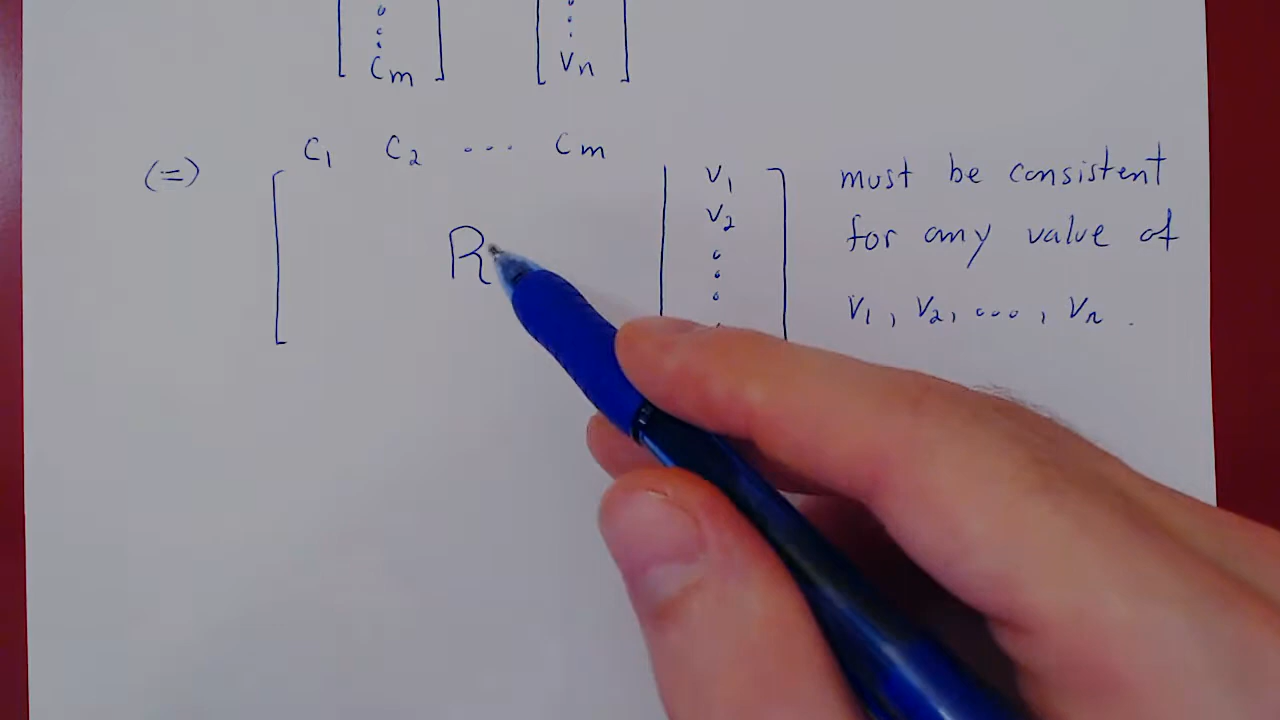 Cm Vn
C1 C2 ... Cm
(=) R V1 must be consistent
V2 for any value of
V1, V2, ..., Vn.